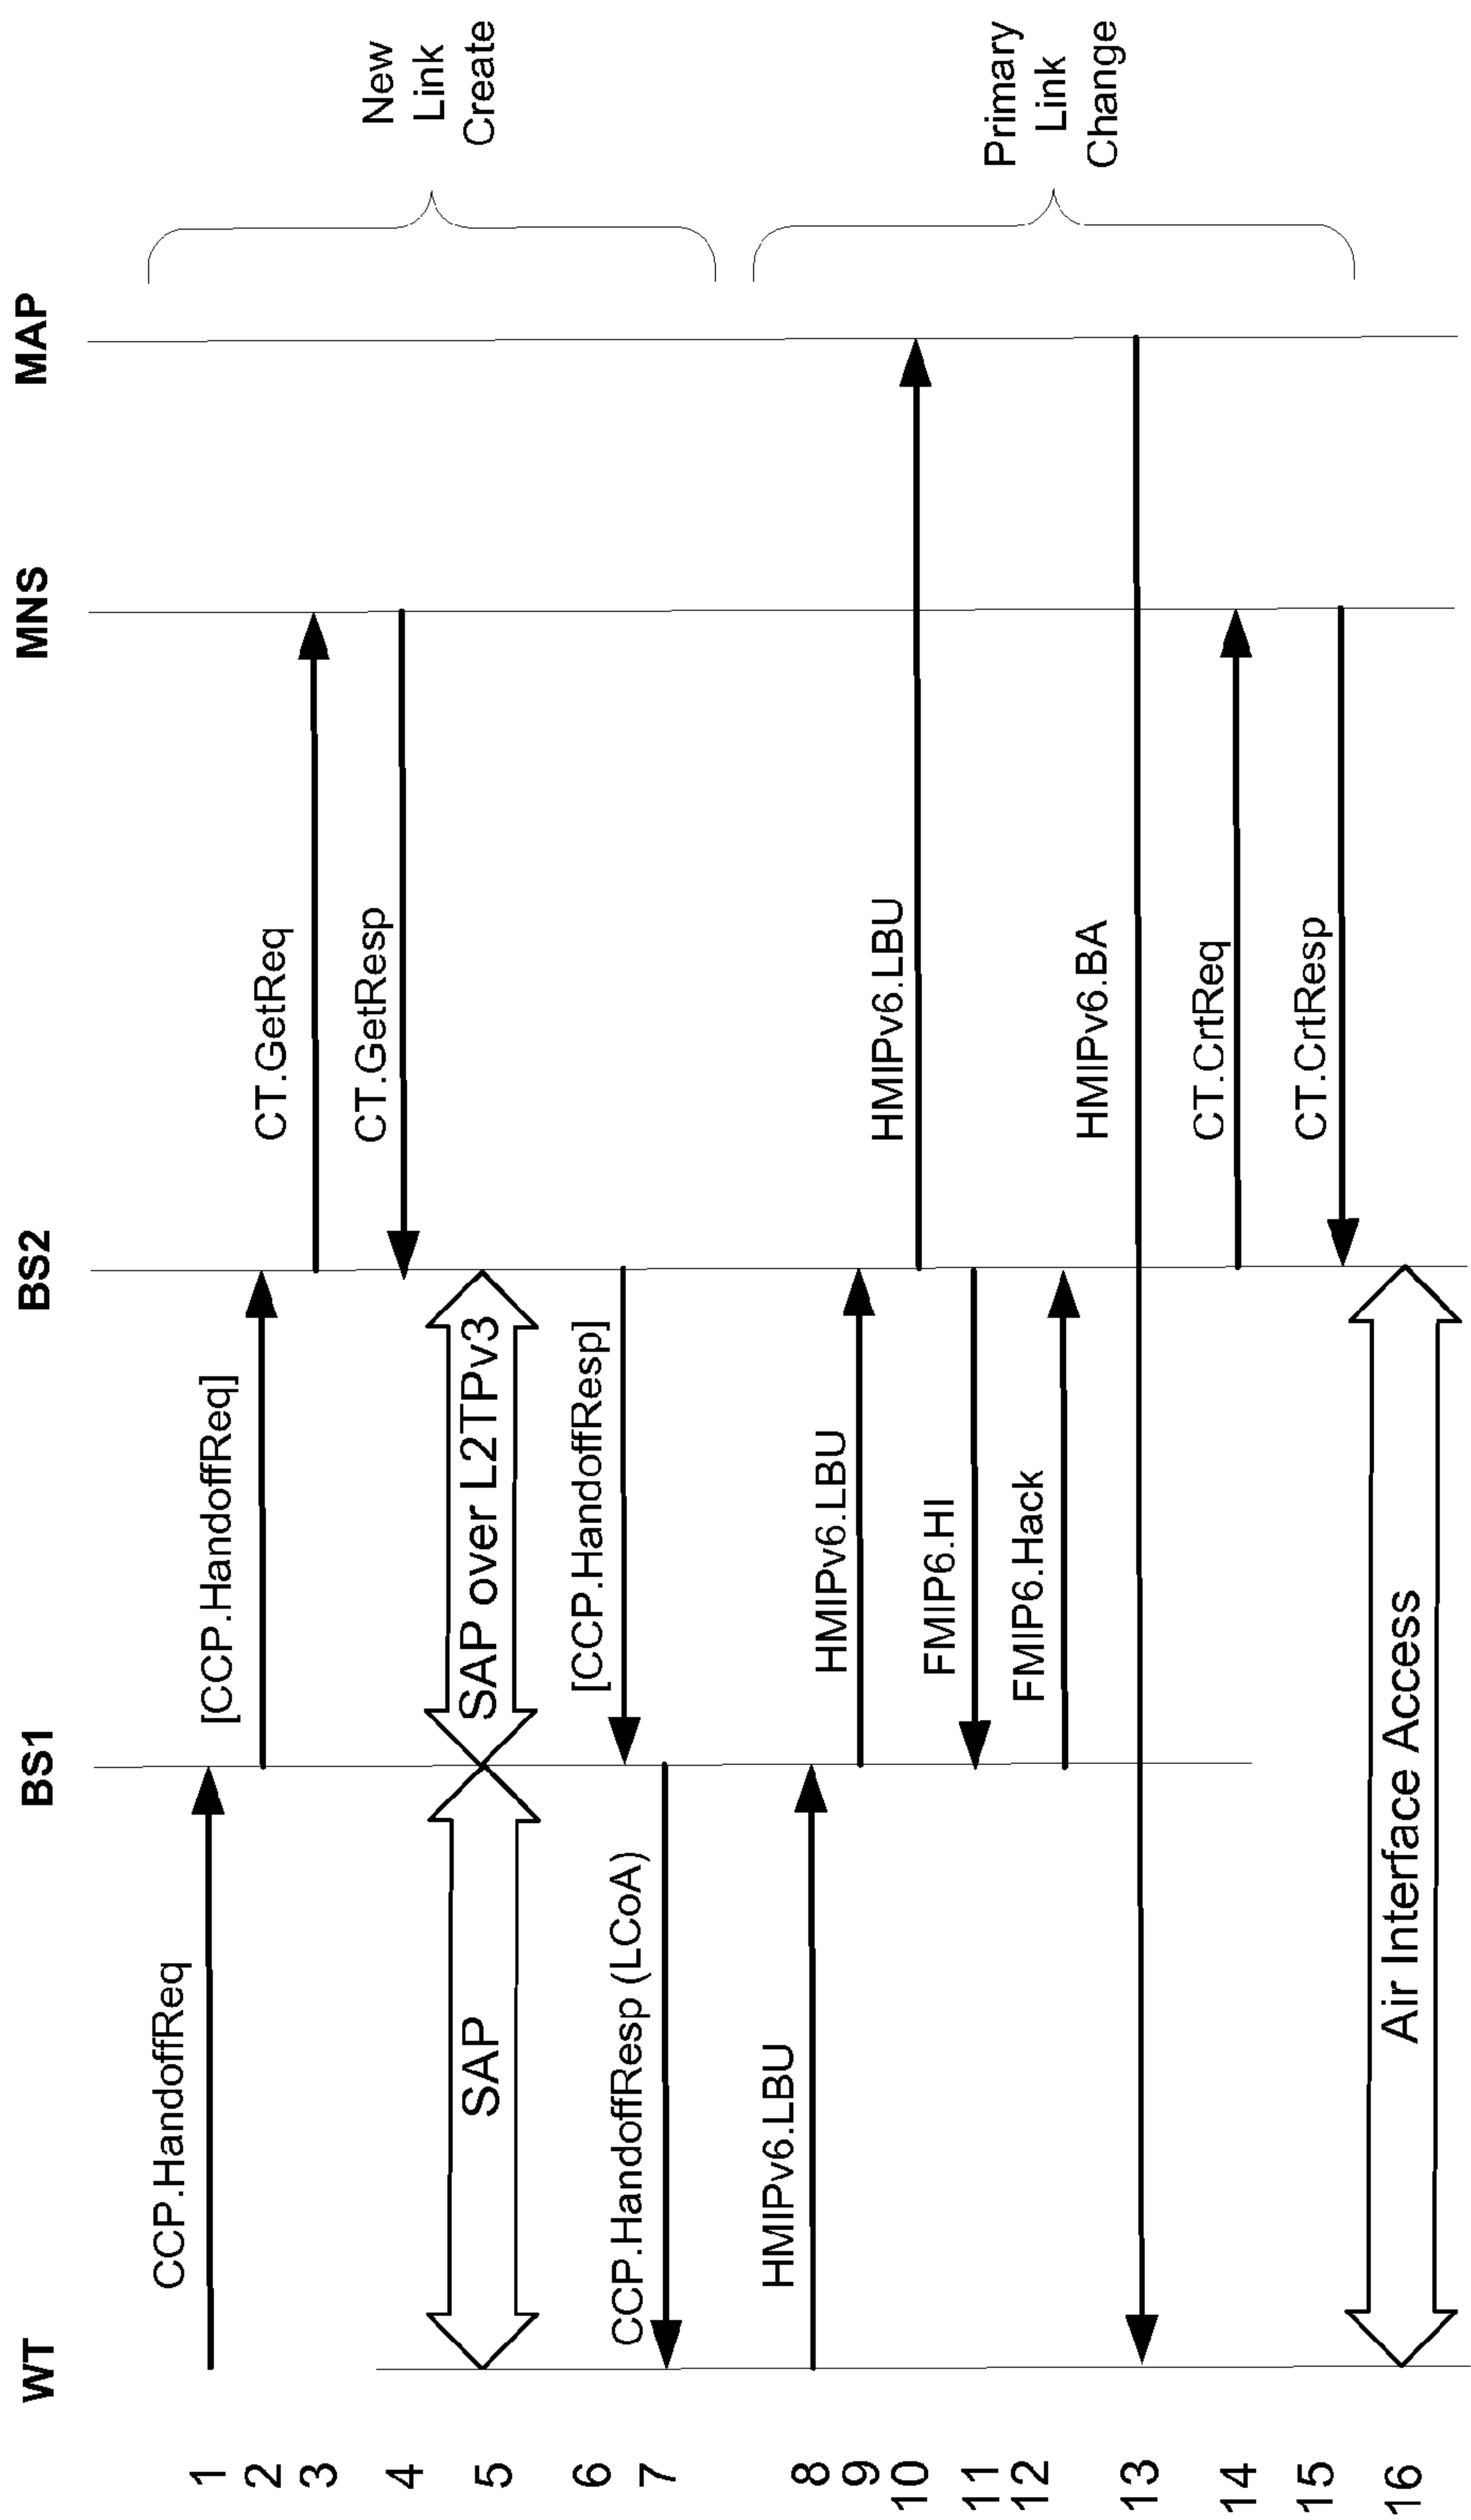 WT
BS1
BS2
MNS
MAP
1
CCP.HandoffReq
2
[CCP.HandoffReq]
3
CT.GetReq
4
CT.GetResp
5
SAP
SAP over L2TPv3
6
[CCP.HandoffResp]
7
CCP.HandoffResp (LCoA)
New
Link
Create
8
HMIPv6.LBU
9
HMIPv6.LBU
10
HMIPv6.LBU
11
FMIP6.HI
12
FMIP6.Hack
13
HMIPv6.BA
14
CT.CrtReq
15
CT.CrtResp
16
Air Interface Access
Primary
Link
Change